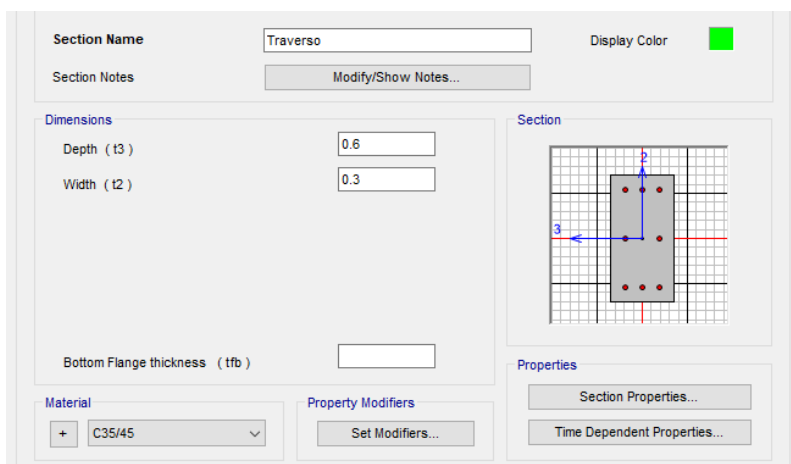 Section Name Traverso Display Color
Section Notes Modify/Show Notes...
Dimensions
Depth ( t3 ) 0.6
Width ( t2 ) 0.3
Bottom Flange thickness ( tfb )
Section
2
3
Properties
Section Properties...
Time Dependent Properties...
Material
+ C35/45
Property Modifiers
Set Modifiers...